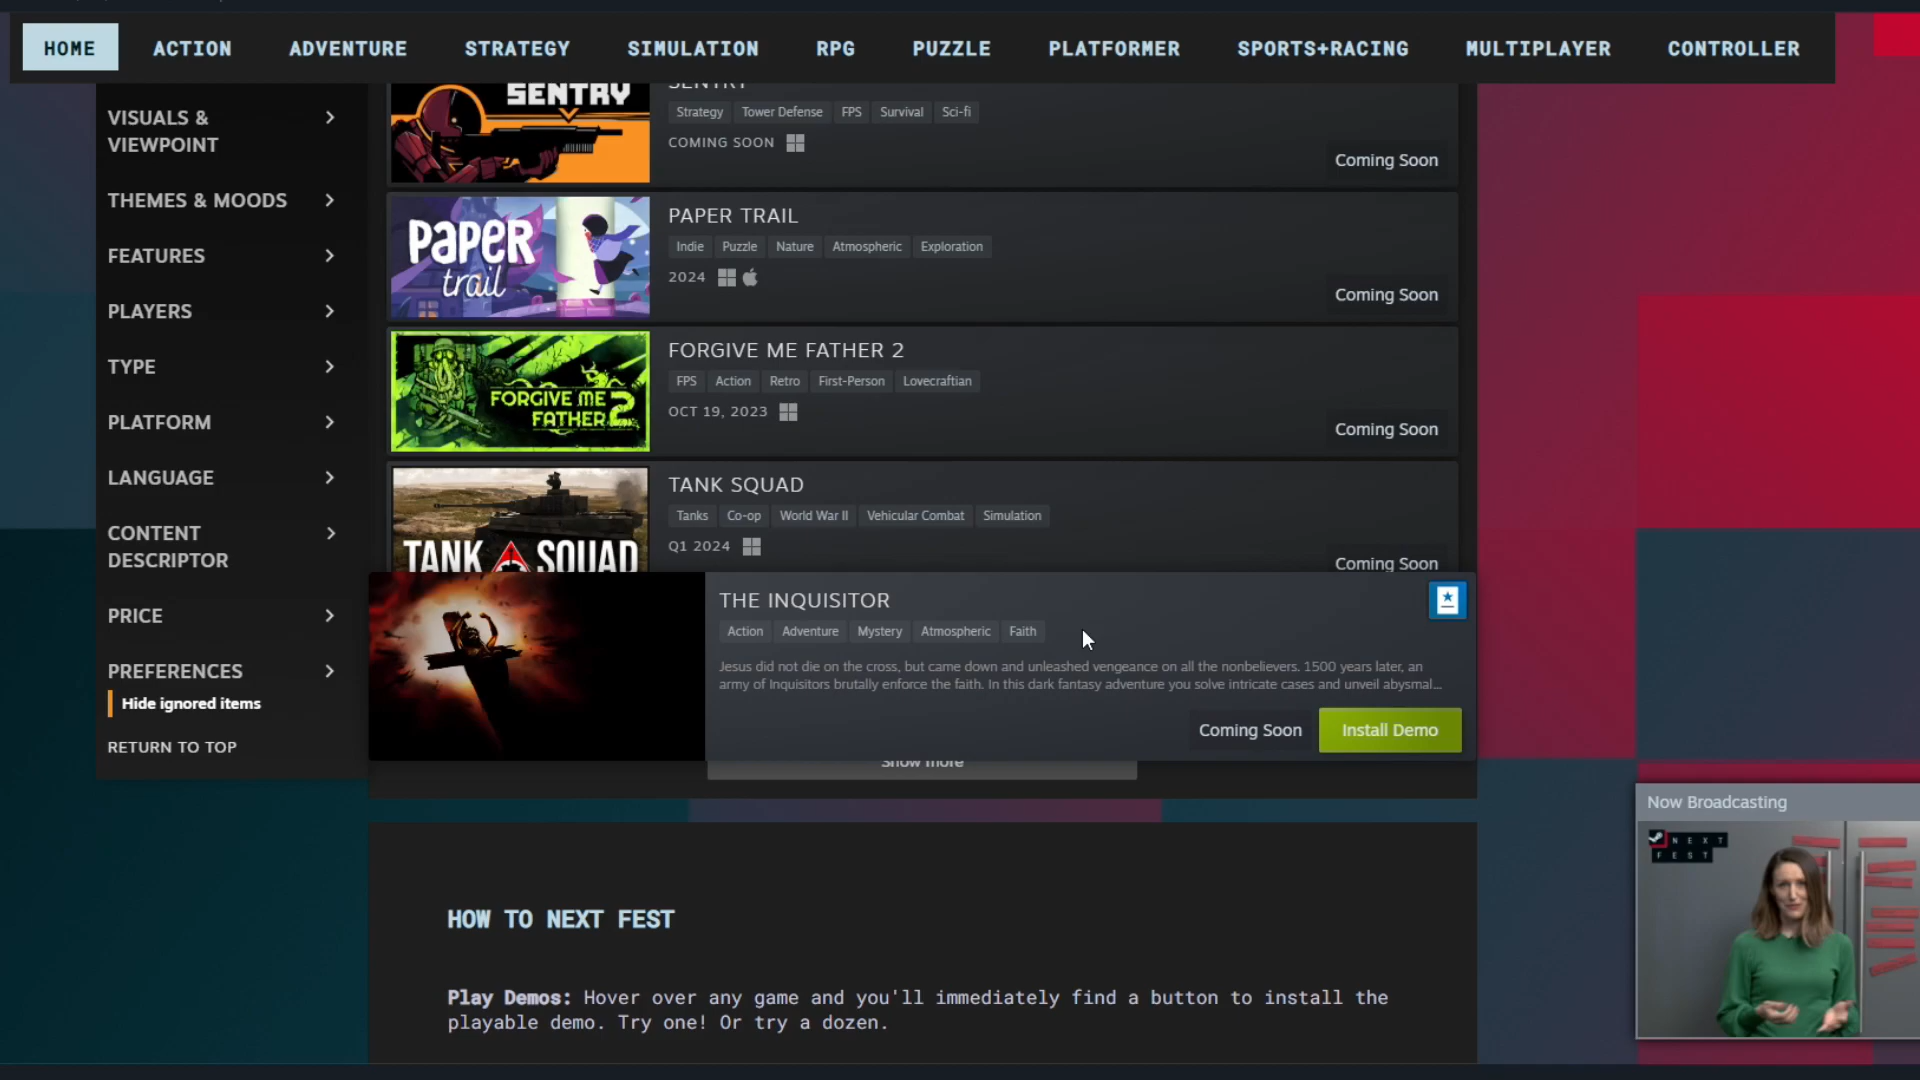 HOME ACTION ADVENTURE STRATEGY SIMULATION RPG PUZZLE PLATFORMER SPORTS+RACING MULTIPLAYER CONTROLLER
VISUALS &
VIEWPOINT
THEMES & MOODS
FEATURES
PLAYERS
TYPE
PLATFORM
LANGUAGE
CONTENT
DESCRIPTOR
PRICE
PREFERENCES
Hide ignored items
RETURN TO TOP
SENTRY
SENTRY
Strategy Tower Defense FPS Survival Sci-fi
COMING SOON
Coming Soon
PAPER
trail
PAPER TRAIL
Indie Puzzle Nature Atmospheric Exploration
2024
Coming Soon
FORGIVE ME
FATHER 2
FORGIVE ME FATHER 2
FPS Action Retro First-Person Lovecraftian
OCT 19, 2023
Coming Soon
TANK SQUAD
TANK SQUAD
Tanks Co-op World War II Vehicular Combat Simulation
Q1 2024
Coming Soon
THE INQUISITOR
Action Adventure Mystery Atmospheric Faith
Jesus did not die on the cross, but came down and unleashed vengeance on all the nonbelievers. 1500 years later, an
army of Inquisitors brutally enforce the faith. In this dark fantasy adventure you solve intricate cases and unveil abysmal...
Coming Soon
Install Demo
Show more
HOW TO NEXT FEST
Play Demos: Hover over any game and you'll immediately find a button to install the
playable demo. Try one! Or try a dozen.
Now Broadcasting
NEXT
FEST